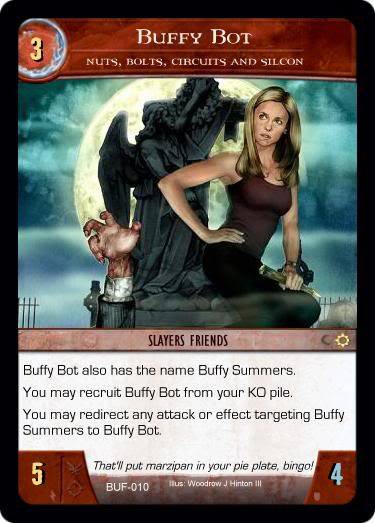 3
Buffy Bot
NUTS, BOLTS, CIRCUITS AND SILCON
SLAYERS FRIENDS
Buffy Bot also has the name Buffy Summers.
You may recruit Buffy Bot from your KO pile.
You may redirect any attack or effect targeting Buffy
Summers to Buffy Bot.
That'll put marzipan in your pie plate, bingo!
5
BUF-010
Illus: Woodrow J Hinton III
4